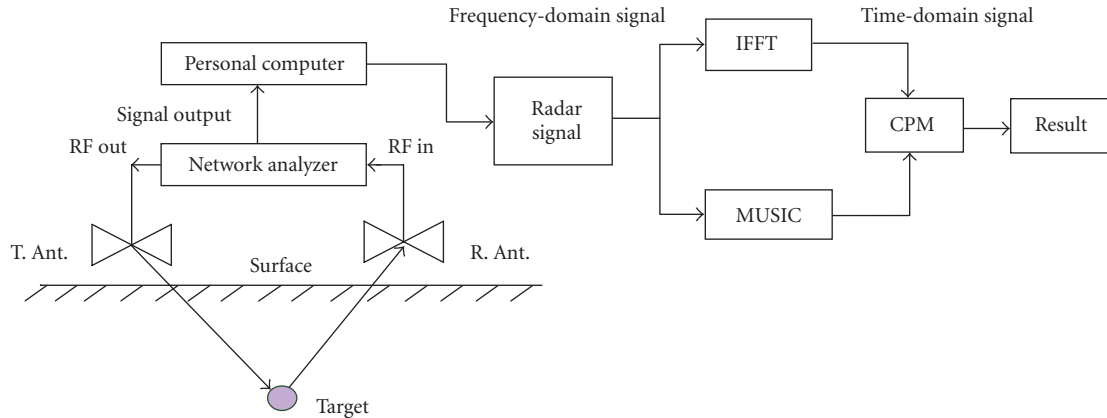 Frequency-domain signal
Time-domain signal
Personal computer
IFFT
Radar
signal
Signal output
CPM
Result
RF out
Network analyzer
RF in
MUSIC
T. Ant.
R. Ant.
Surface
Target